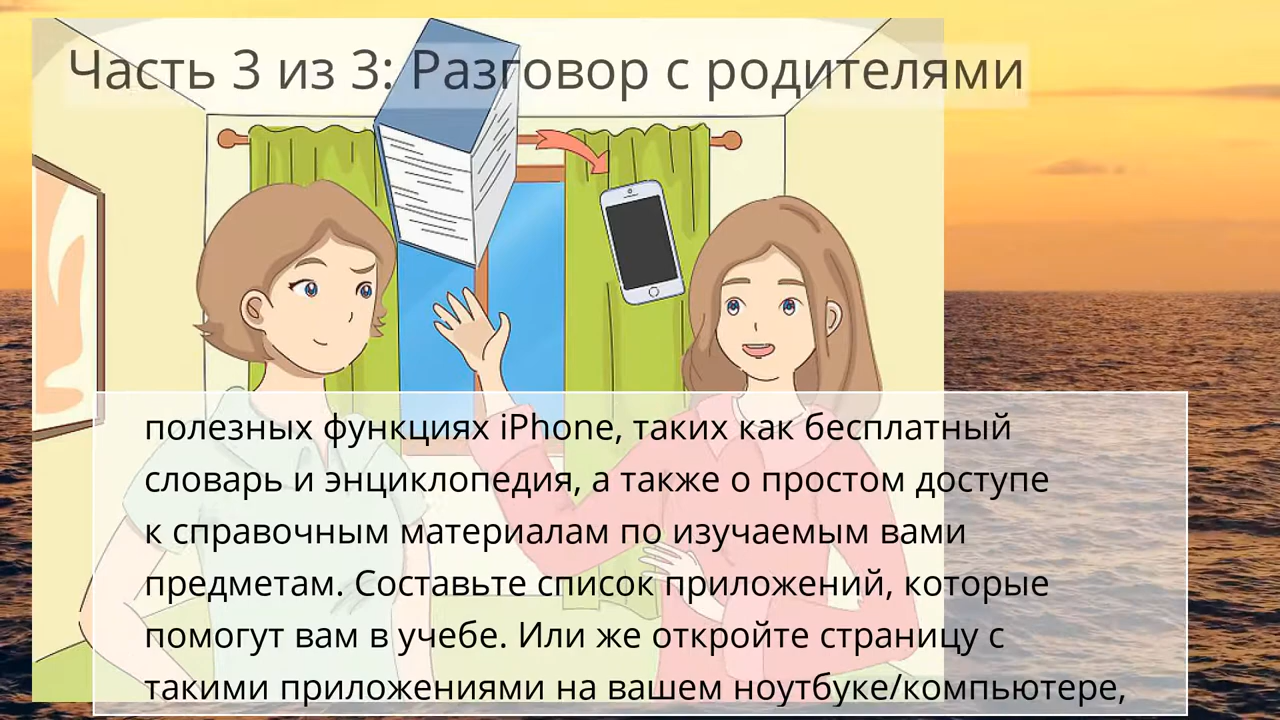 Часть 3 из 3: Разговор с родителями
полезных функциях iPhone, таких как бесплатный
словарь и энциклопедия, а также о простом доступе
к справочным материалам по изучаемым вами
предметам. Составьте список приложений, которые
помогут вам в учебе. Или же откройте страницу с
такими приложениями на вашем ноутбуке/компьютере,